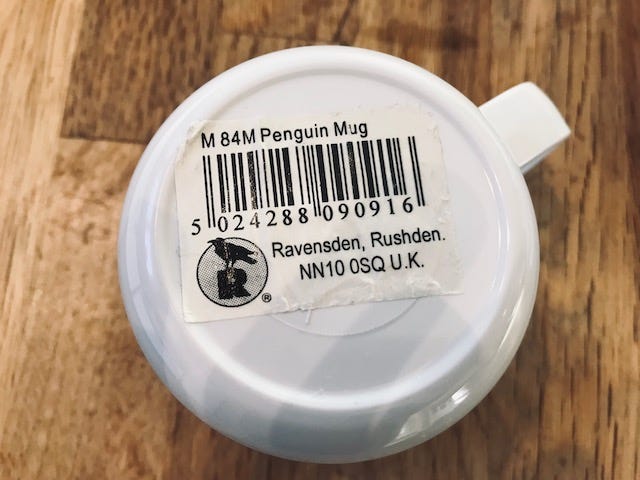 M 84M Penguin Mug
5 024288 090916
Ravensden, Rushden.
NN10 0SQ U.K.
R
®